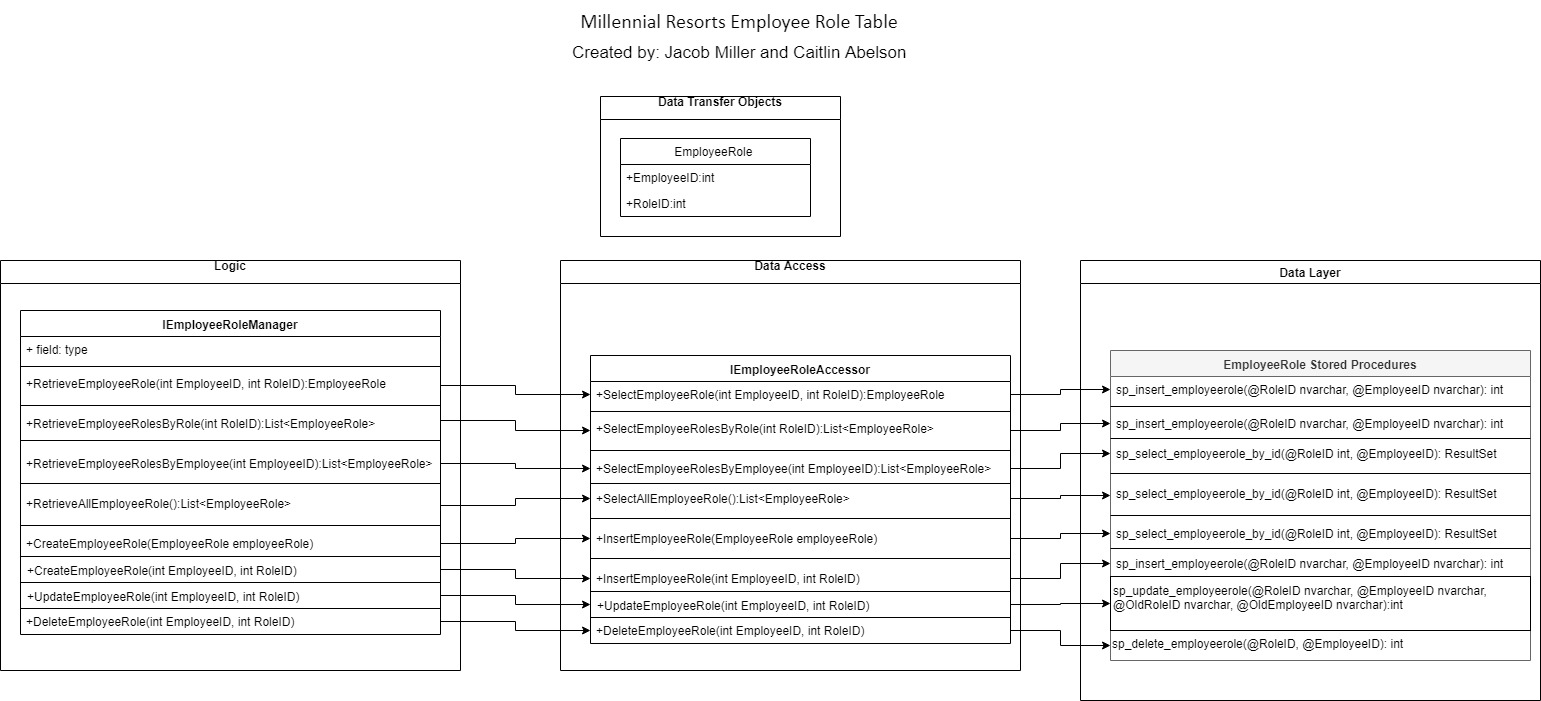 Millennial Resorts Employee Role Table
Created by: Jacob Miller and Caitlin Abelson
Data Transfer Objects
EmployeeRole
+EmployeeID:int
+RoleID:int
Logic
IEmployeeRoleManager
+ field: type
+RetrieveEmployeeRole(int EmployeeID, int RoleID):EmployeeRole
+RetrieveEmployeeRolesByRole(int RoleID):List<EmployeeRole>
+RetrieveEmployeeRolesByEmployee(int EmployeeID):List<EmployeeRole>
+RetrieveAllEmployeeRole():List<EmployeeRole>
+CreateEmployeeRole(EmployeeRole employeeRole)
+CreateEmployeeRole(int EmployeeID, int RoleID)
+UpdateEmployeeRole(int EmployeeID, int RoleID)
+DeleteEmployeeRole(int EmployeeID, int RoleID)
Data Access
IEmployeeRoleAccessor
+SelectEmployeeRole(int EmployeeID, int RoleID):EmployeeRole
+SelectEmployeeRolesByRole(int RoleID):List<EmployeeRole>
+SelectEmployeeRolesByEmployee(int EmployeeID):List<EmployeeRole>
+SelectAllEmployeeRole():List<EmployeeRole>
+InsertEmployeeRole(EmployeeRole employeeRole)
+InsertEmployeeRole(int EmployeeID, int RoleID)
+UpdateEmployeeRole(int EmployeeID, int RoleID)
+DeleteEmployeeRole(int EmployeeID, int RoleID)
Data Layer
EmployeeRole Stored Procedures
sp_insert_employeerole(@RoleID nvarchar, @EmployeeID nvarchar): int
sp_insert_employeerole(@RoleID nvarchar, @EmployeeID nvarchar): int
sp_select_employeerole_by_id(@RoleID int, @EmployeeID): ResultSet
sp_select_employeerole_by_id(@RoleID int, @EmployeeID): ResultSet
sp_select_employeerole_by_id(@RoleID int, @EmployeeID): ResultSet
sp_insert_employeerole(@RoleID nvarchar, @EmployeeID nvarchar): int
sp_update_employeerole(@RoleID nvarchar, @EmployeeID nvarchar,
@OldRoleID nvarchar, @OldEmployeeID nvarchar):int
sp_delete_employeerole(@RoleID, @EmployeeID): int